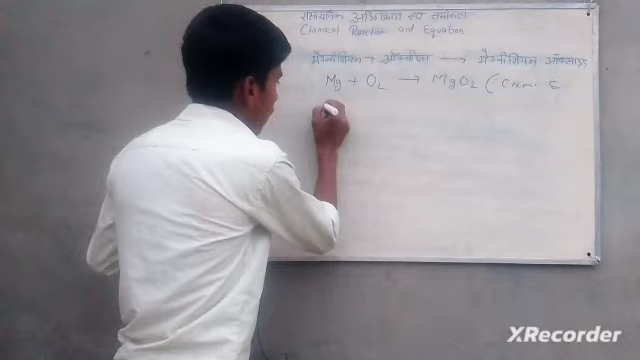 रासायनिक अभिक्रिया एवं समीकरण
Chemical Reaction and Equation
मैग्नीशियम + ऑक्सीजन → मैग्नीशियम ऑक्साइड
Mg + O2 → MgO2 (Chem. E
XRecorder